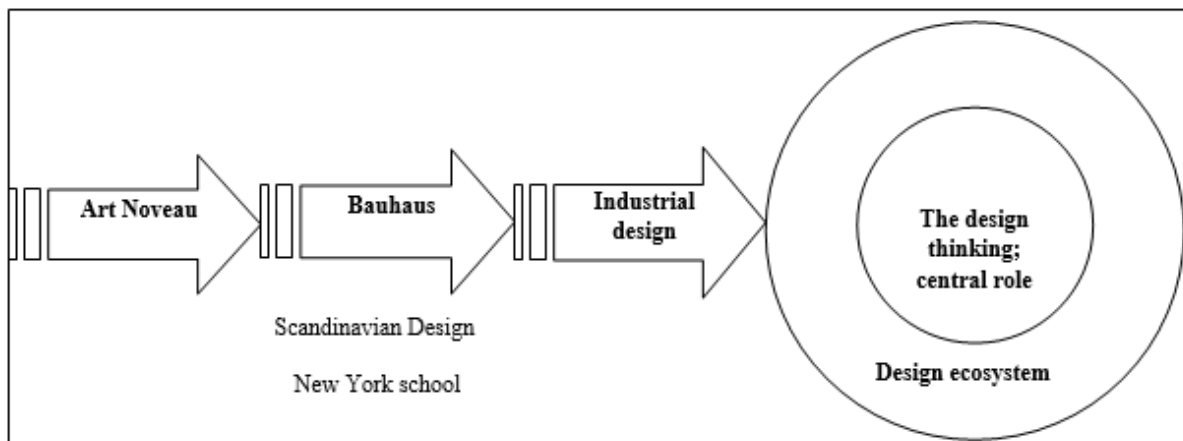 Art Noveau
Bauhaus
Industrial
design
Scandinavian Design
New York school
The design
thinking;
central role
Design ecosystem